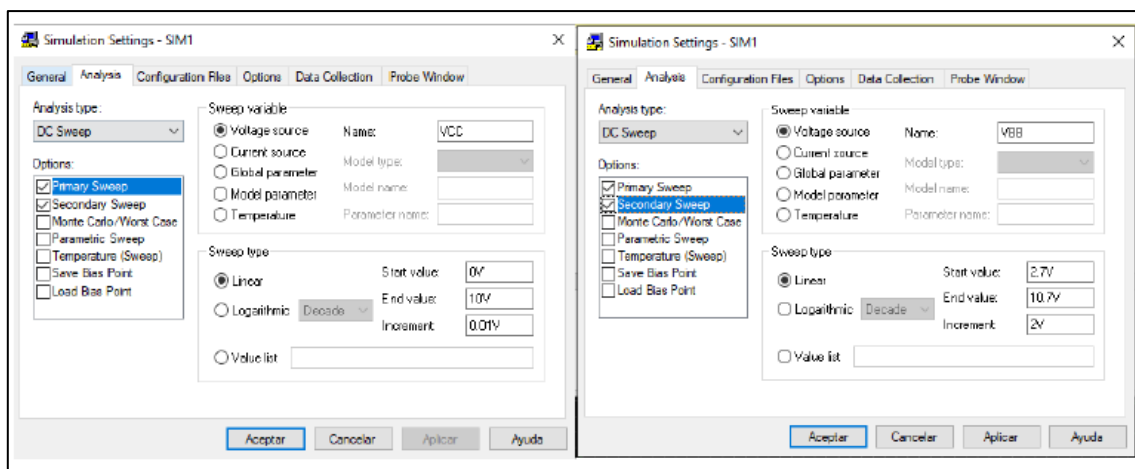 Simulation Settings - SIM1
General Analysis Configuration Files Options Data Collection Probe Window
Analysis type:
DC Sweep
Options:
Primary Sweep
Secondary Sweep
Monte Carlo/Worst Case
Parametric Sweep
Temperature (Sweep)
Save Bias Point
Load Bias Point
Sweep variable
Voltage source Name: VCC
Current source
Global parameter Model type:
Model parameter Model name:
Temperature Parameter name:
Sweep type
Linear Start value: 0V
End value: 10V
Logarithmic Decade
Increment: 0.01V
Value list
Aceptar Cancelar Aplicar Ayuda
Simulation Settings - SIM1
General Analysis Configuration Files Options Data Collection Probe Window
Analysis type:
DC Sweep
Options:
Primary Sweep
Secondary Sweep
Monte Carlo/Worst Case
Parametric Sweep
Temperature (Sweep)
Save Bias Point
Load Bias Point
Sweep variable
Voltage source Name: VBB
Current source
Global parameter Model type:
Model parameter Model name:
Temperature Parameter name:
Sweep type
Linear Start value: 2.7V
End value: 10.7V
Logarithmic Decade
Increment: 2V
Value list
Aceptar Cancelar Aplicar Ayuda